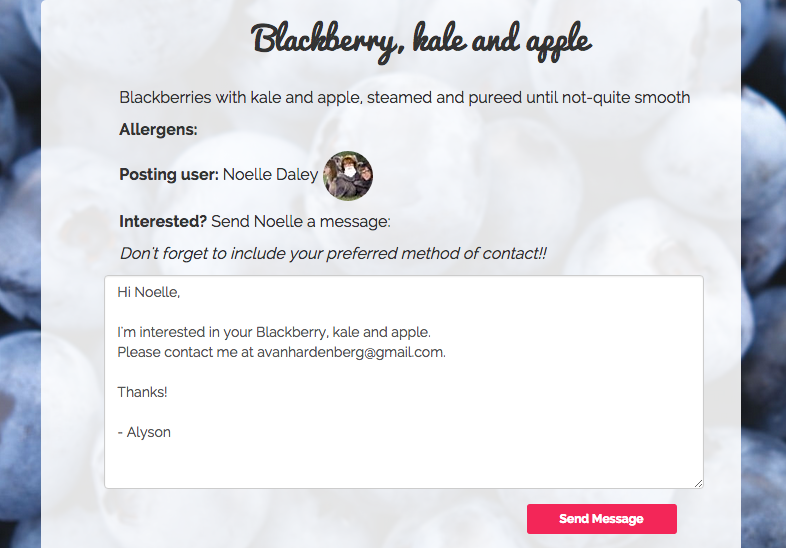 Blackberry, kale and apple
Blackberries with kale and apple, steamed and pureed until not-quite smooth
Allergens:
Posting user: Noelle Daley
Interested? Send Noelle a message:
Don't forget to include your preferred method of contact!!
Hi Noelle,
I'm interested in your Blackberry, kale and apple.
Please contact me at avanhardenberg@gmail.com.
Thanks!
- Alyson
Send Message